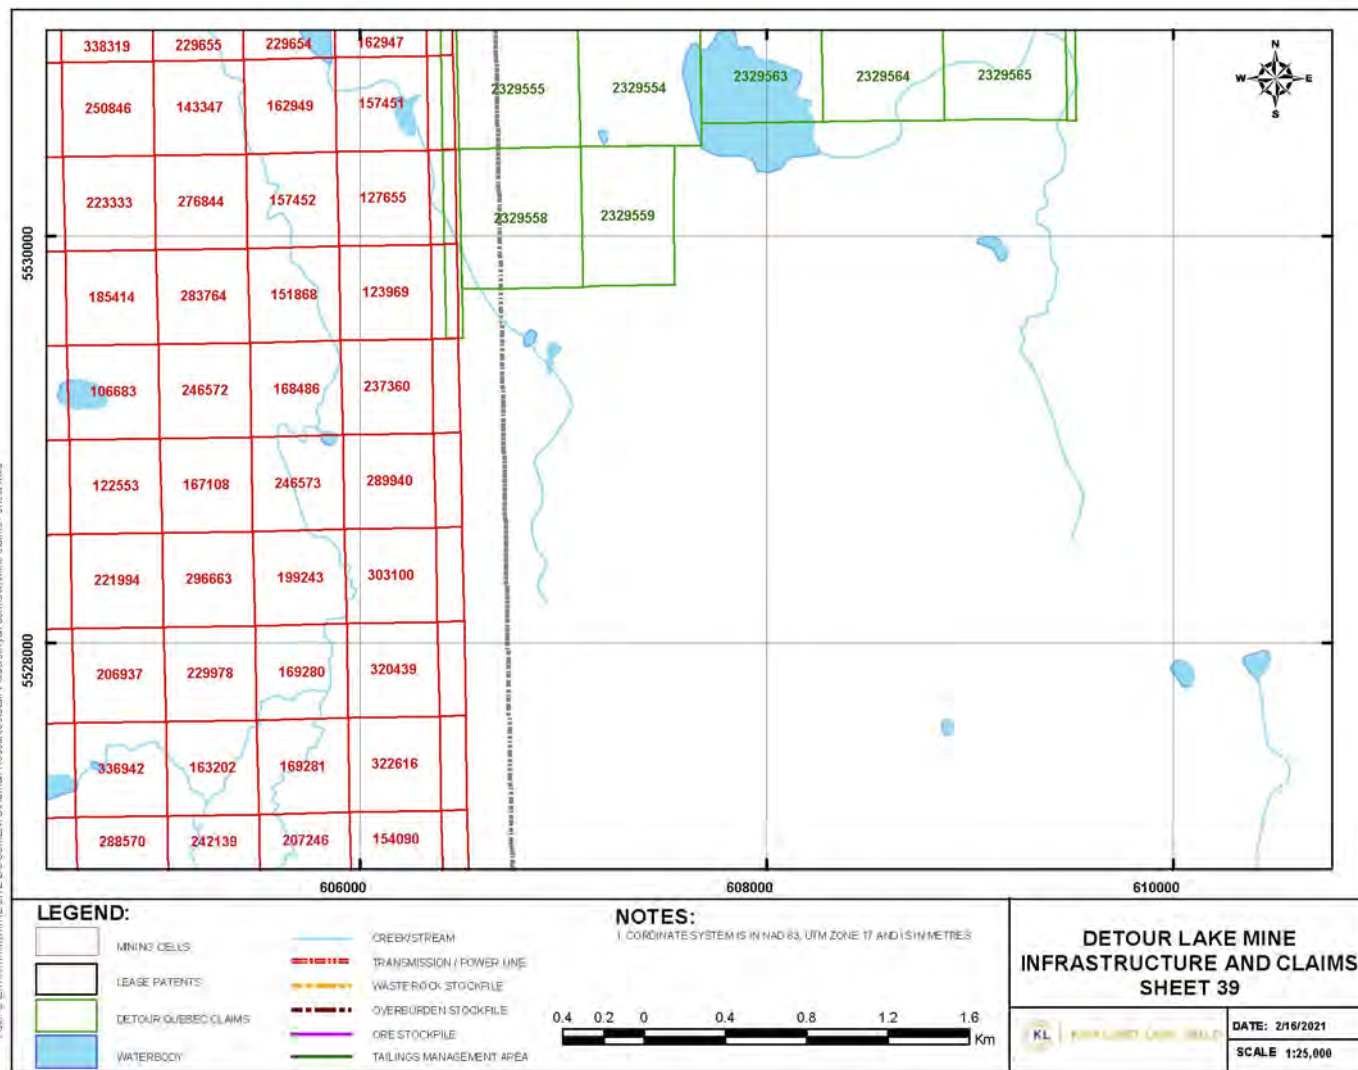 338319 229655 229654 162947
2329555 2329554 2329563 2329564 2329565
N
W E
S
250846 143347 162949 157451
223333 276844 157452 127655
2329558 2329559
5530000
185414 283764 151868 123969
106683 246572 168486 237360
122553 167108 246573 289940
221994 296663 199243 303100
5528000
206937 229978 169280 320439
336942 163202 169281 322616
288570 242139 207246 154090
606000 608000 610000
LEGEND:
MINING CELLS
LEASE PATENTS
DETOUR QUEBEC CLAIMS
WATERBODY
CREEK/STREAM
TRANSMISSION / POWER LINE
WASTE ROCK STOCKPILE
OVERBURDEN STOCKPILE
ORE STOCKPILE
TAILINGS MANAGEMENT AREA
NOTES:
1. CORDINATE SYSTEM IS IN NAD 83, UTM ZONE 17 AND IS IN METRES
0.4 0.2 0 0.4 0.8 1.2 1.6
Km
DETOUR LAKE MINE
INFRASTRUCTURE AND CLAIMS
SHEET 39
KL KIRKLAND LAKE GOLD
DATE: 2/16/2021
SCALE 1:25,000